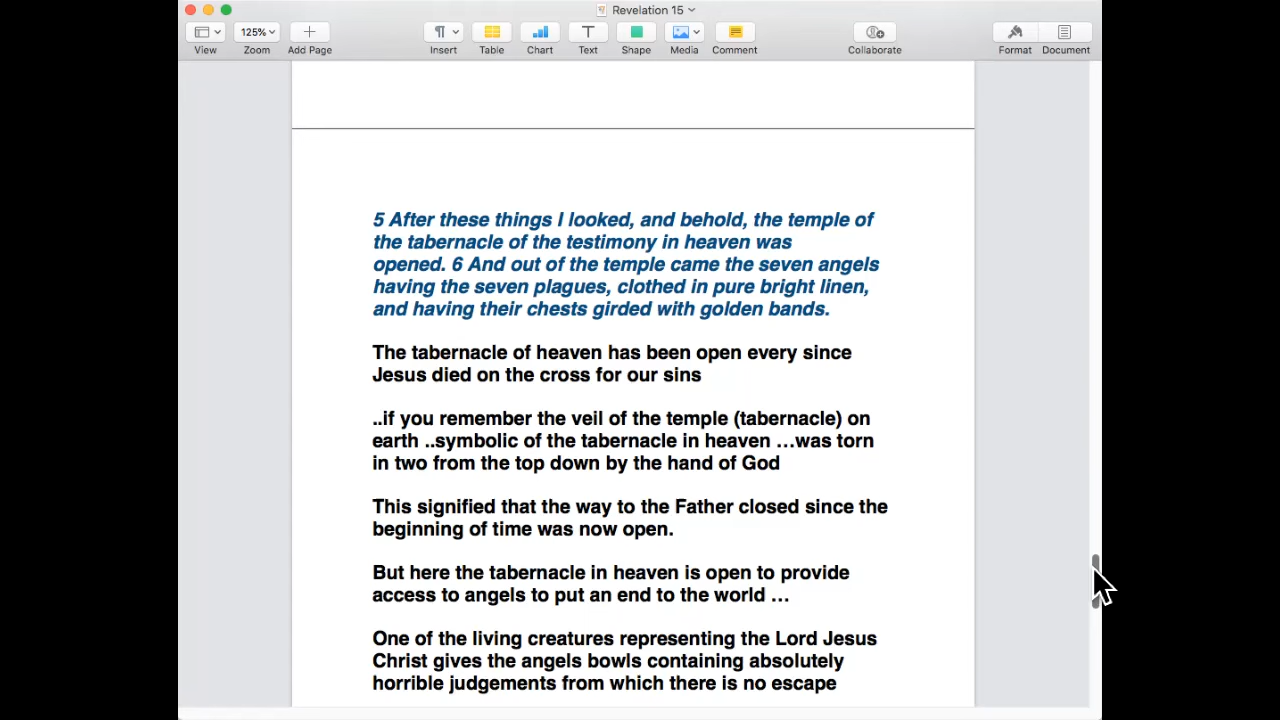 Revelation 15
125%
View
Zoom
Add Page
Insert
Table
Chart
Text
Shape
Media
Comment
Collaborate
Format
Document
5 After these things I looked, and behold, the temple of
the tabernacle of the testimony in heaven was
opened. 6 And out of the temple came the seven angels
having the seven plagues, clothed in pure bright linen,
and having their chests girded with golden bands.
The tabernacle of heaven has been open every since
Jesus died on the cross for our sins
..if you remember the veil of the temple (tabernacle) on
earth ..symbolic of the tabernacle in heaven …was torn
in two from the top down by the hand of God
This signified that the way to the Father closed since the
beginning of time was now open.
But here the tabernacle in heaven is open to provide
access to angels to put an end to the world …
One of the living creatures representing the Lord Jesus
Christ gives the angels bowls containing absolutely
horrible judgements from which there is no escape